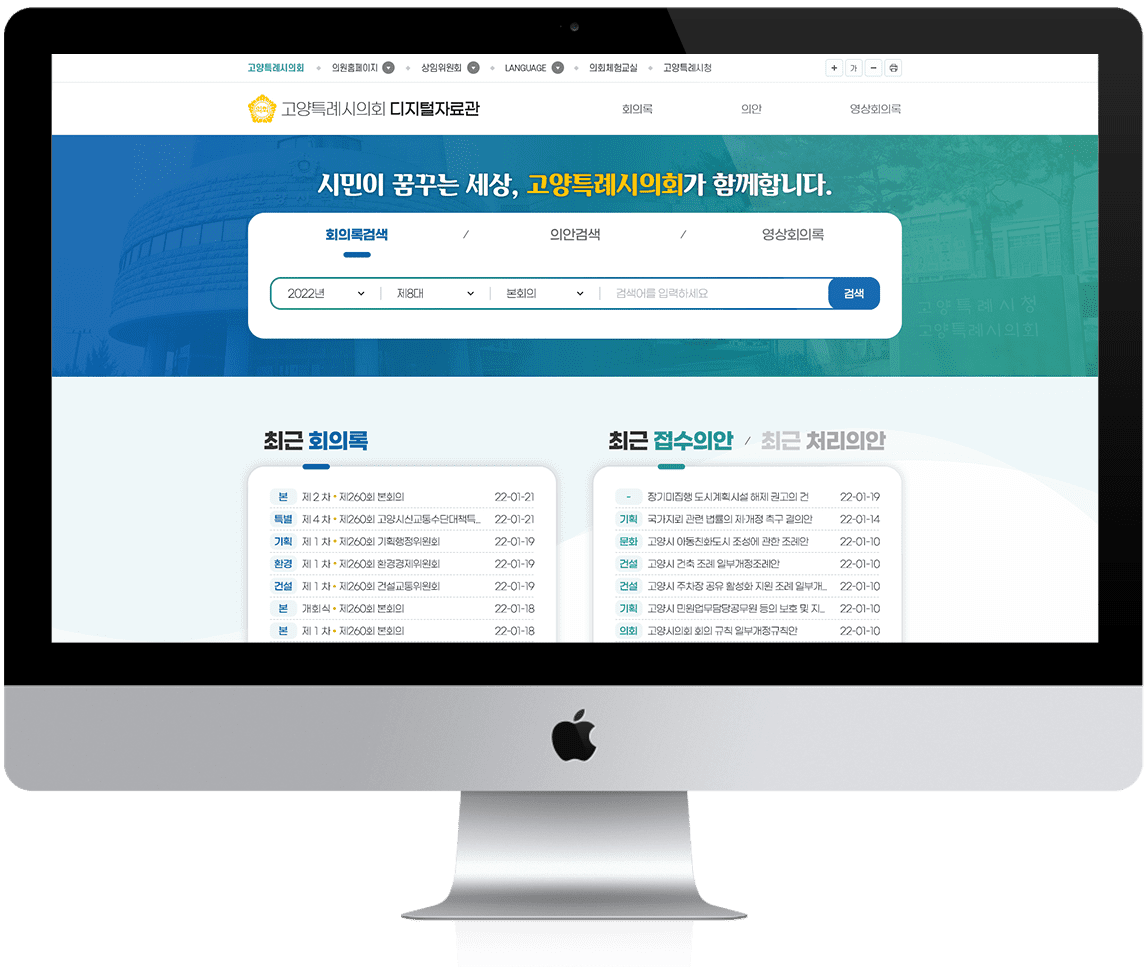 고양특례시의회 의원홈페이지 상임위원회 LANGUAGE 의회체험교실 고양특례시청 + 가 -
고양특례시의회 디지털자료관 회의록 의안 영상회의록
시민이 꿈꾸는 세상, 고양특례시의회가 함께합니다.
회의록검색 / 의안검색 / 영상회의록
2022년 제8대 본회의 검색어를 입력하세요 검색
고양특례시청
고양특례시의회
최근 회의록
본 제 2 차 • 제260회 본회의 22-01-21
특별 제 4 차 • 제260회 고양시신교통수단대책특... 22-01-21
기획 제 1 차 • 제260회 기획행정위원회 22-01-19
환경 제 1 차 • 제260회 환경경제위원회 22-01-19
건설 제 1 차 • 제260회 건설교통위원회 22-01-19
본 개회식 • 제260회 본회의 22-01-18
본 제 1 차 • 제260회 본회의 22-01-18
최근 접수의안 / 최근 처리의안
- 장기미집행 도시계획시설 해제 권고의 건 22-01-19
기획 국가지뢰 관련 법률의 제·개정 촉구 결의안 22-01-14
문화 고양시 아동친화도시 조성에 관한 조례안 22-01-10
건설 고양시 건축 조례 일부개정조례안 22-01-10
건설 고양시 주차장 공유 활성화 지원 조례 일부개... 22-01-10
기획 고양시 민원업무담당공무원 등의 보호 및 지... 22-01-10
의회 고양시의회 회의 규칙 일부개정규칙안 22-01-10